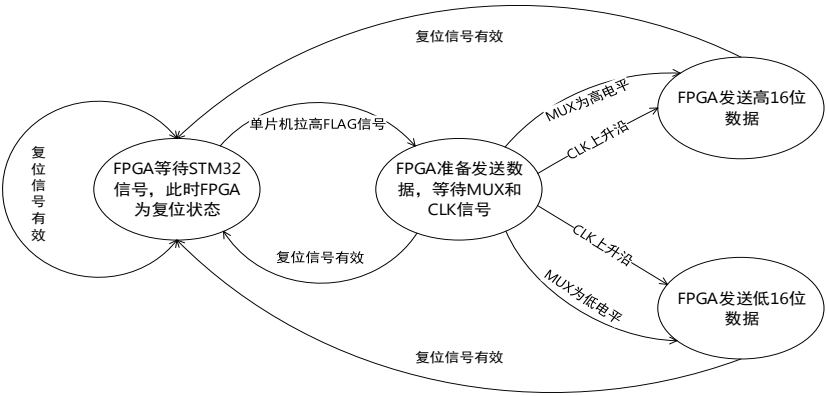 复位信号有效
MUX为高电平
FPGA发送高16位
数据
单片机拉高FLAG信号
CLK上升沿
复
位
信
号
有
效
FPGA等待STM32
信号，此时FPGA
为复位状态
FPGA准备发送数
据，等待MUX和
CLK信号
CLK上升沿
复位信号有效
MUX为低电平
FPGA发送低16位
数据
复位信号有效